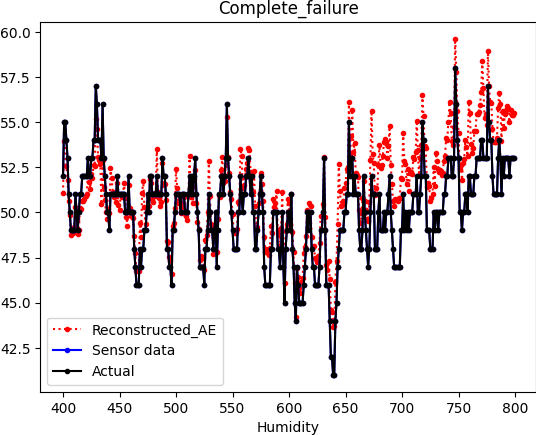 Complete_failure
60.0
57.5
55.0
52.5
50.0
47.5
45.0
42.5
Reconstructed_AE
Sensor data
Actual
400 450 500 550 600 650 700 750 800
Humidity